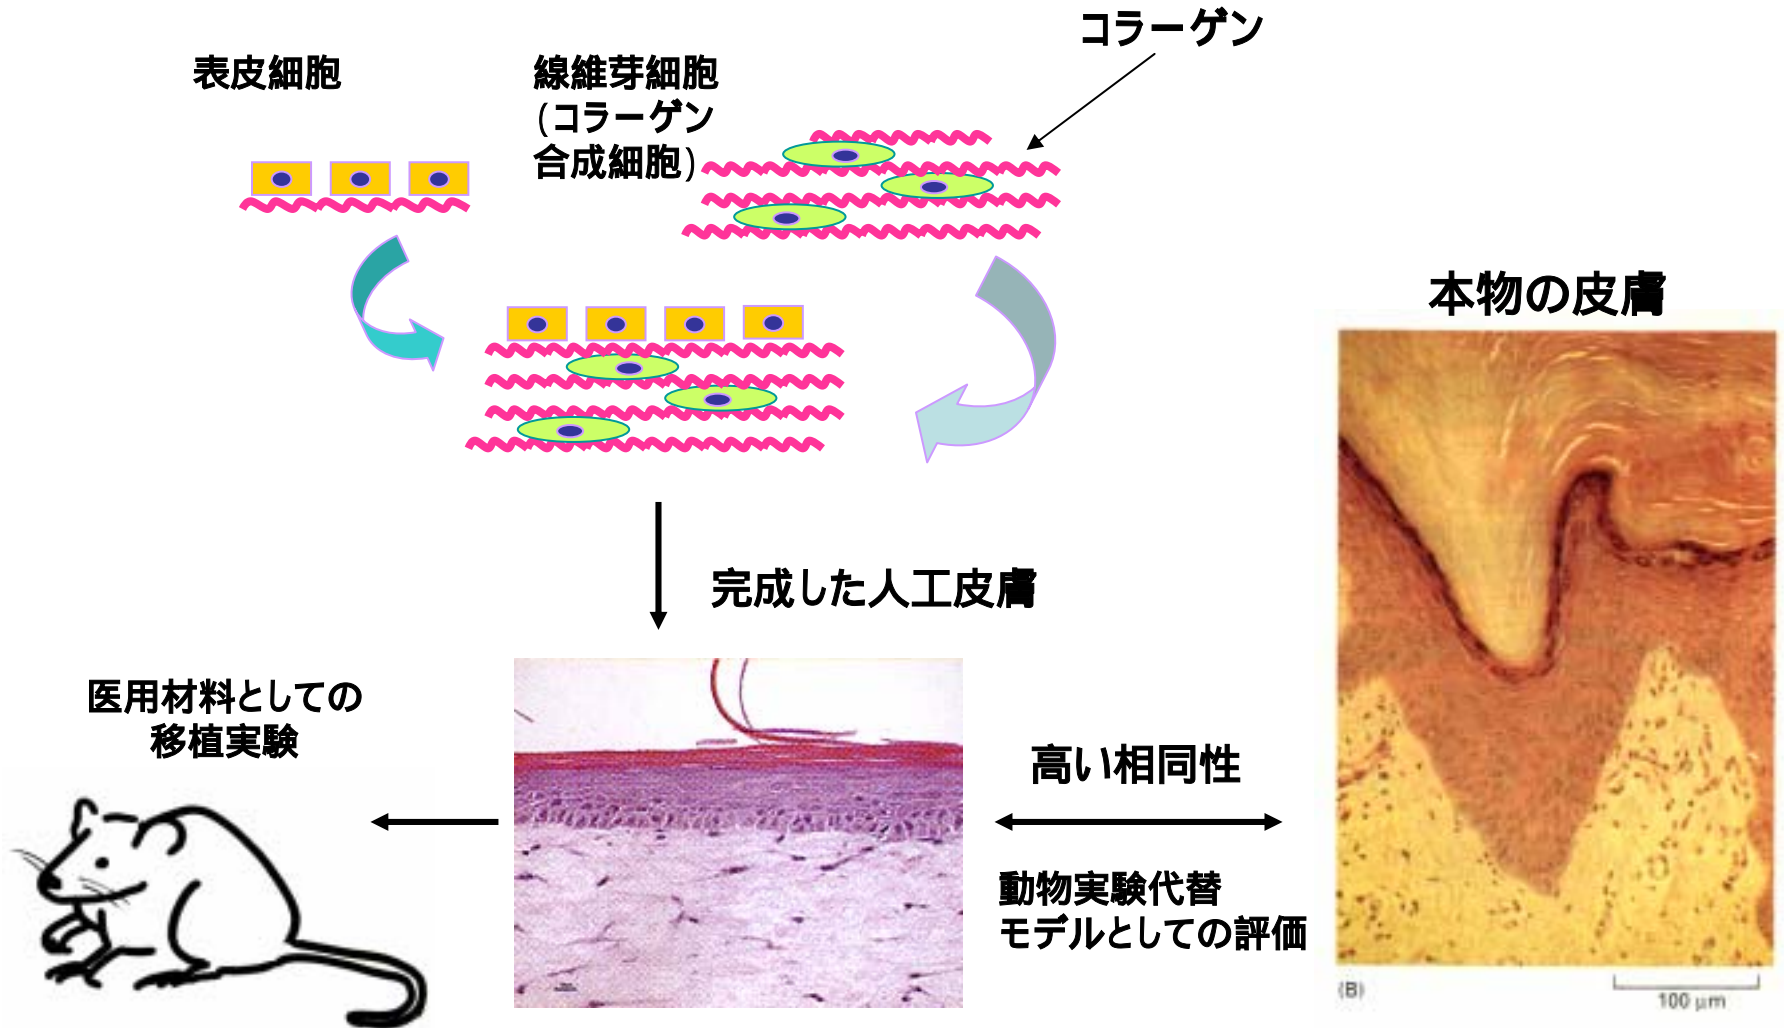 コラーゲン
表皮細胞
線維芽細胞
(コラーゲン
合成細胞)
本物の皮膚
完成した人工皮膚
医用材料としての
移植実験
高い相同性
動物実験代替
モデルとしての評価
(B)
100 μm